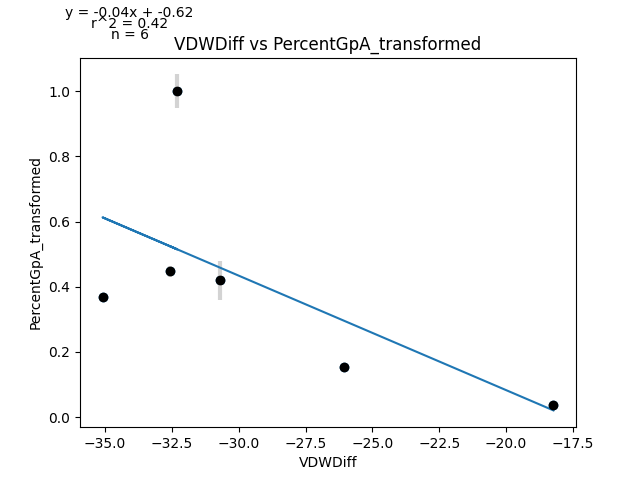 y = -0.04x + -0.62
r^2 = 0.42
n = 6
VDWDiff vs PercentGpA_transformed
1.0
0.8
0.6
0.4
0.2
0.0
PercentGpA_transformed
−35.0 −32.5 −30.0 −27.5 −25.0 −22.5 −20.0 −17.5
VDWDiff